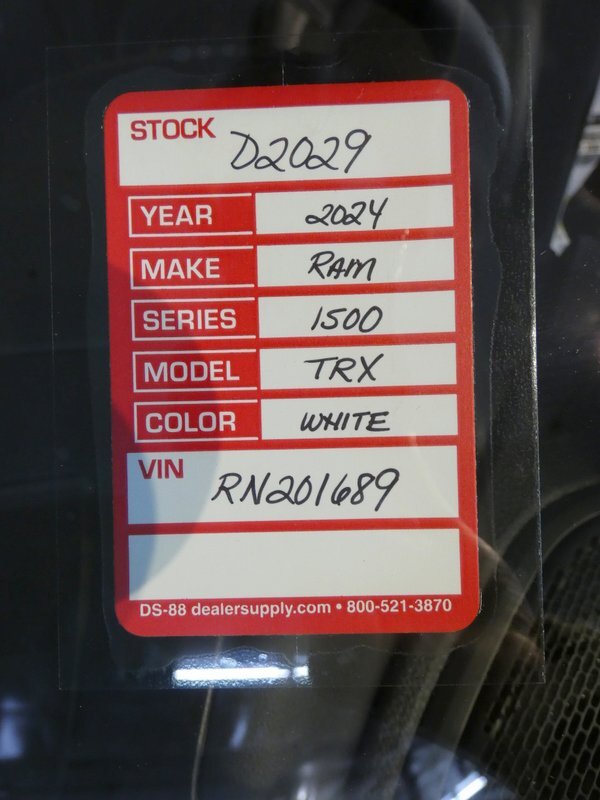 STOCK D2029
YEAR 2024
MAKE RAM
SERIES 1500
MODEL TRX
COLOR WHITE
VIN RN201689
DS-88 dealersupply.com • 800-521-3870